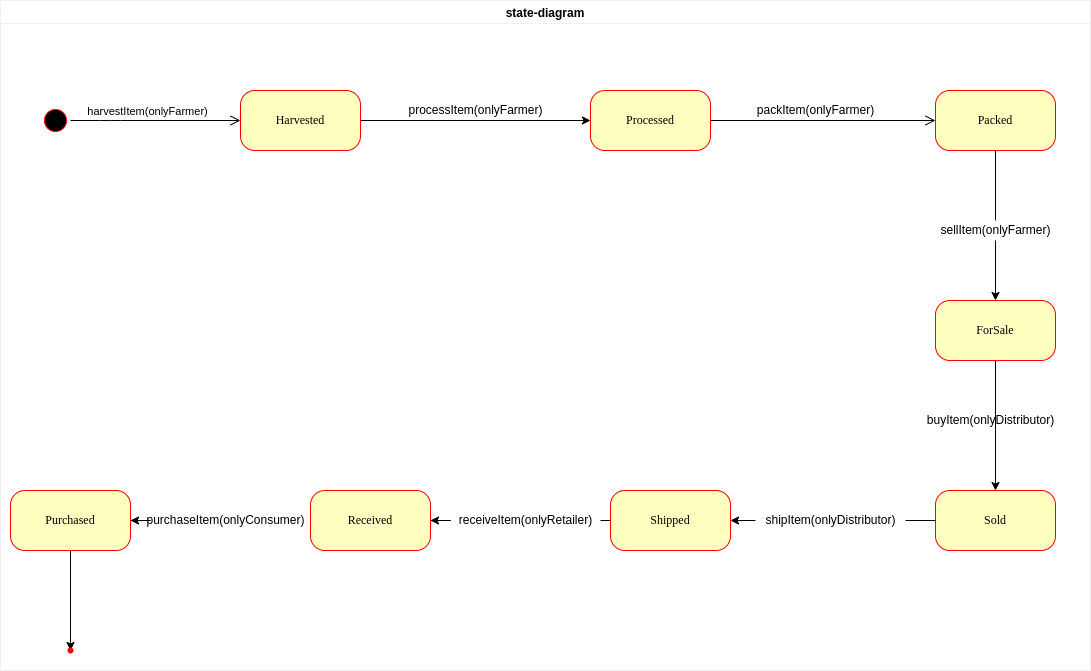 state-diagram
harvestItem(onlyFarmer)
Harvested
processItem(onlyFarmer)
Processed
packItem(onlyFarmer)
Packed
sellItem(onlyFarmer)
ForSale
buyItem(onlyDistributor)
Sold
shipItem(onlyDistributor)
Shipped
receiveItem(onlyRetailer)
Received
purchaseItem(onlyConsumer)
Purchased